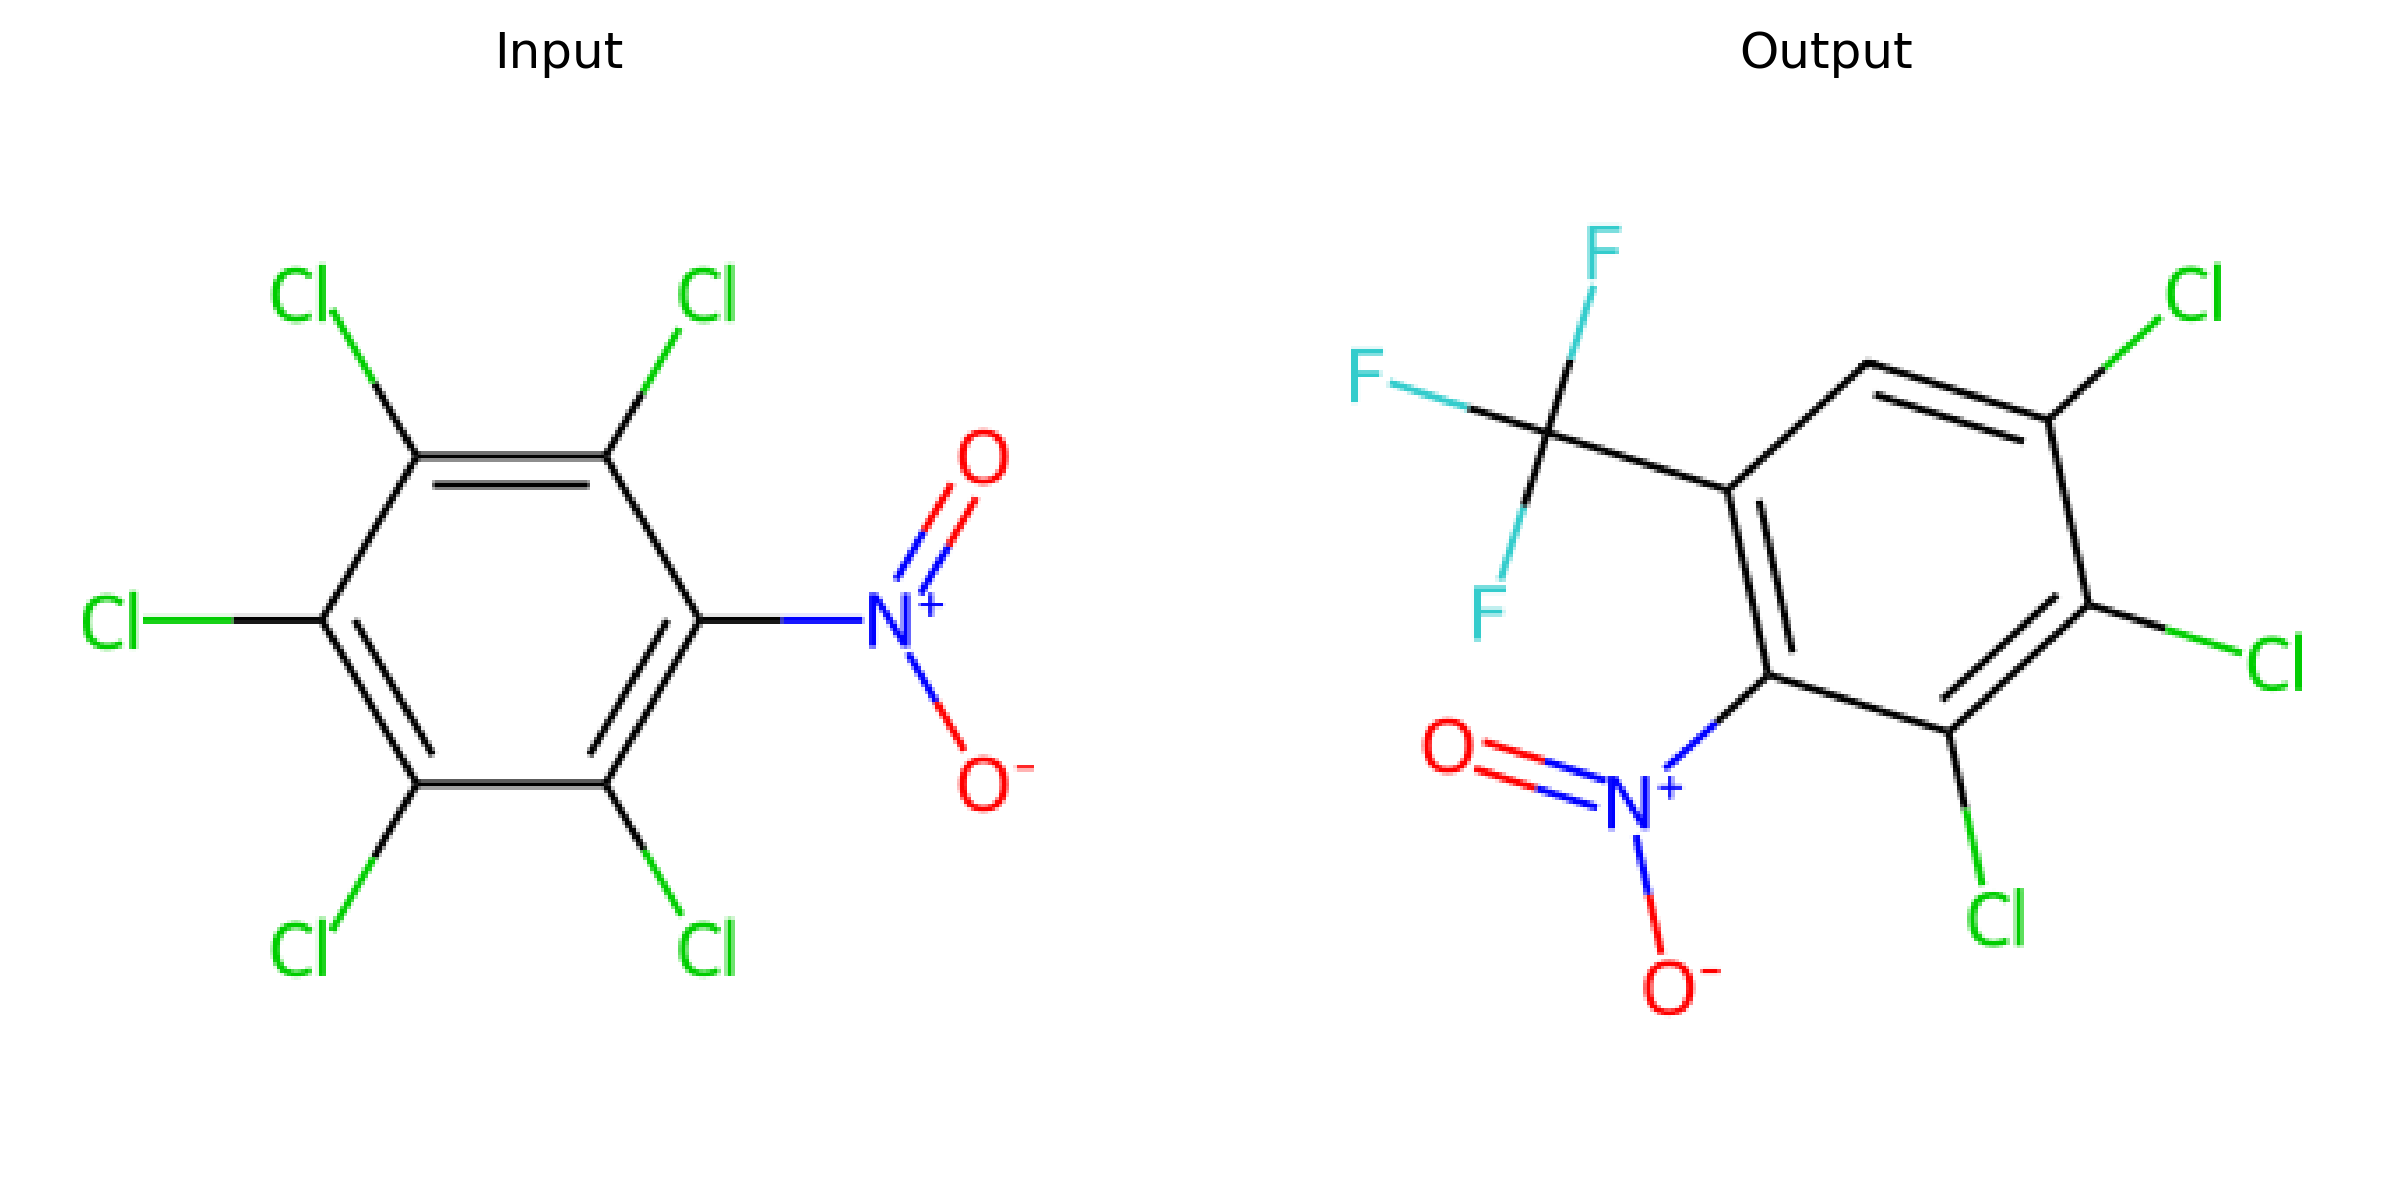 Input Output
F
Cl Cl Cl
F
O
F
Cl N+ Cl
O
O- N+
Cl Cl Cl
O-